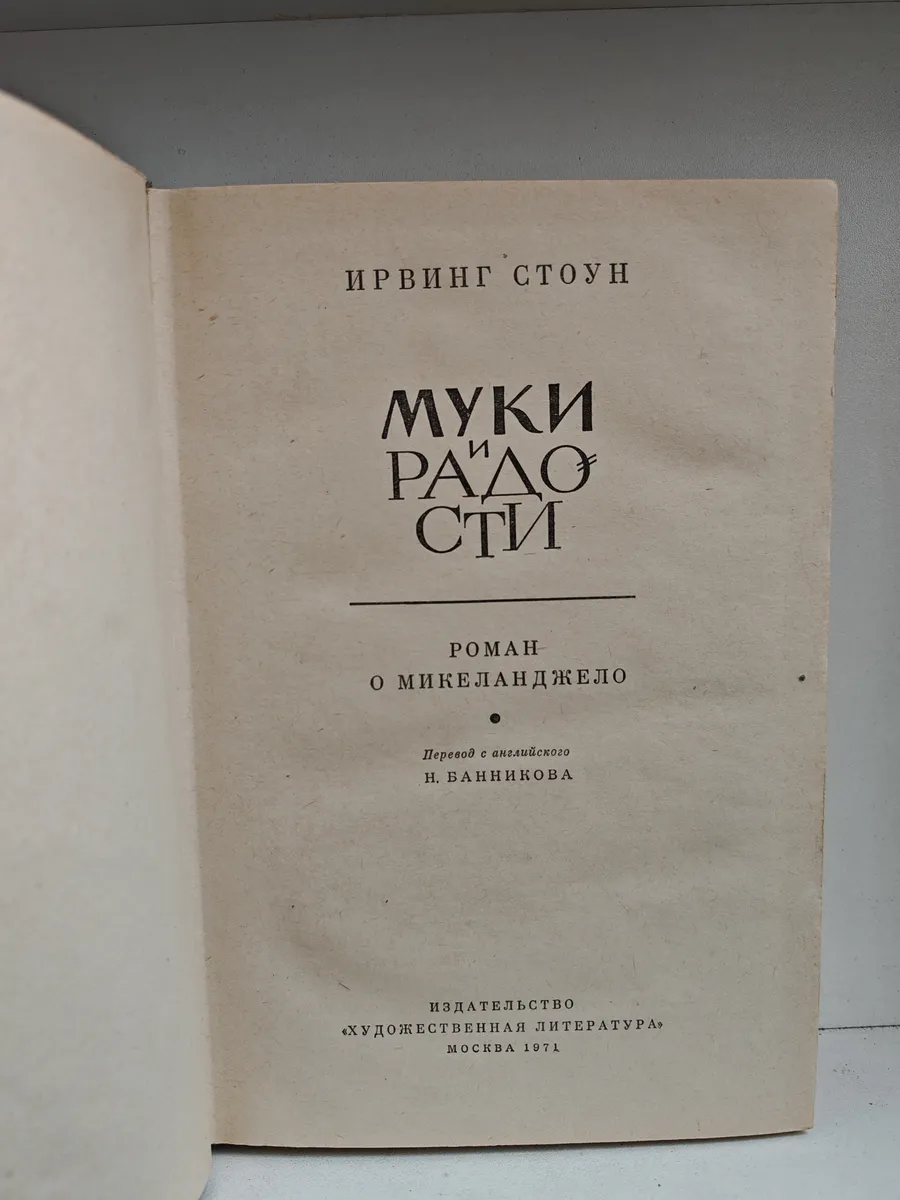 ИРВИНГ СТОУН
МУКИ
И
РАДО
СТИ
РОМАН
О МИКЕЛАНДЖЕЛО
Перевод с английского
Н. БАННИКОВА
ИЗДАТЕЛЬСТВО
«ХУДОЖЕСТВЕННАЯ ЛИТЕРАТУРА»
МОСКВА 1971